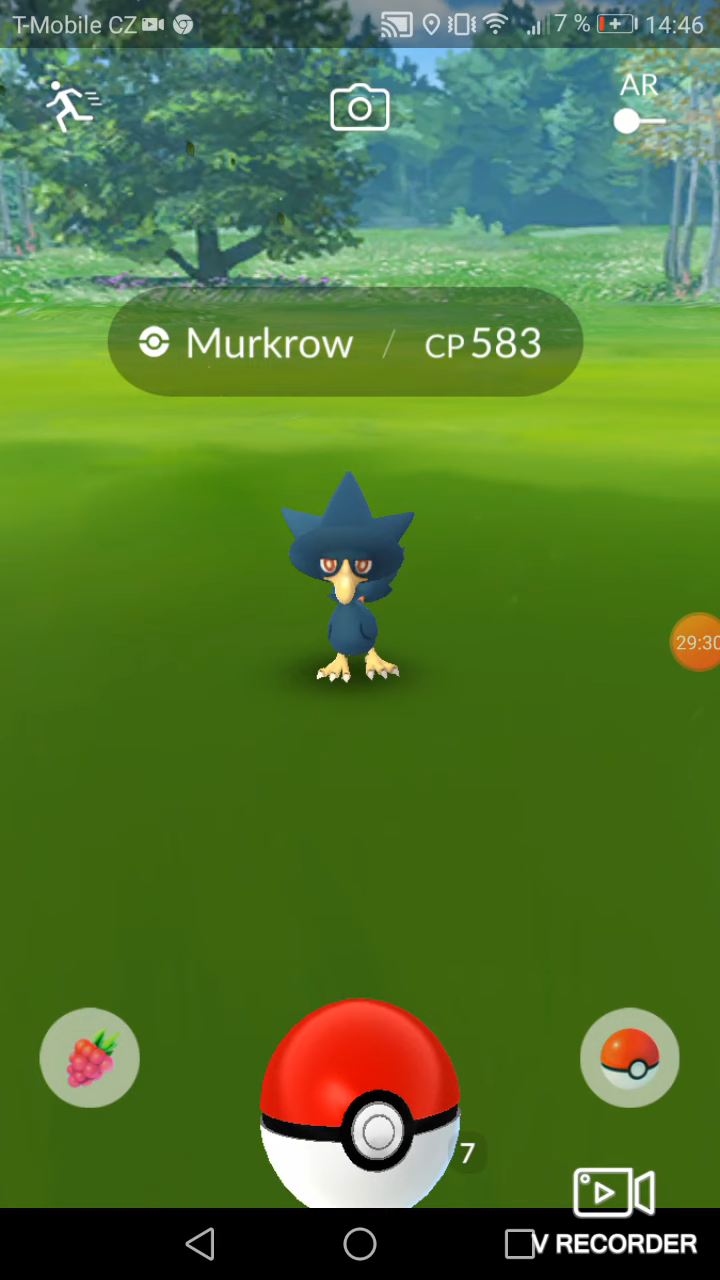 T-Mobile CZ 7 % 14:46
AR
Murkrow / CP 583
29:30
7
V RECORDER